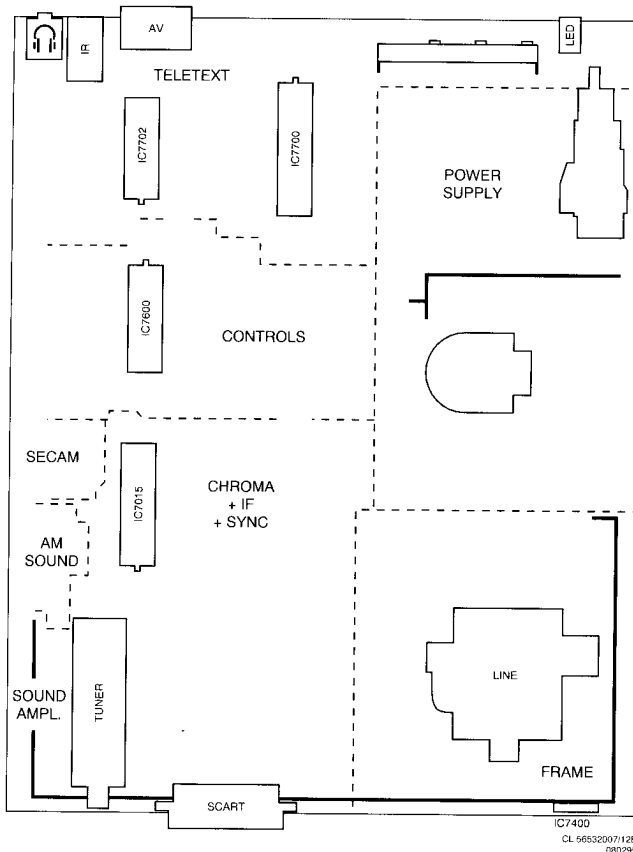 AV
IR
LED
TELETEXT
IC7702
IC7700
POWER
SUPPLY
IC7600
CONTROLS
SECAM
IC7015
CHROMA
+ IF
+ SYNC
AM
SOUND
SOUND
AMPL.
TUNER
LINE
FRAME
SCART
IC7400